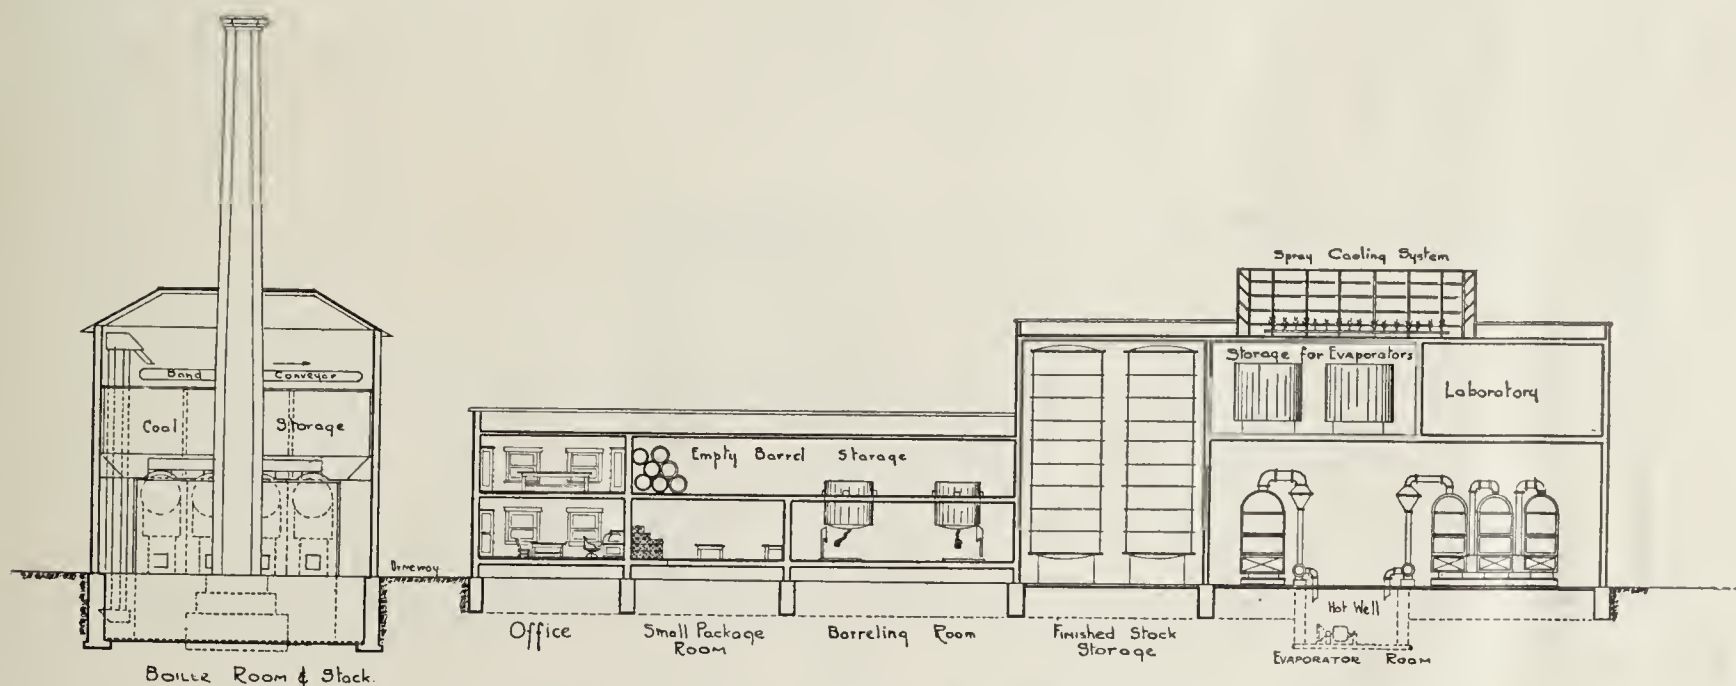 Spray Cooling System
Storage for Evaporators
Band Conveyor
Laboratory
Coal Storage
Empty Barrel Storage
Driveway
Hot Well
Office
Small Package
Room
Barreling Room
Finished Stock
Storage
Evaporator Room
Boiler Room & Stack.